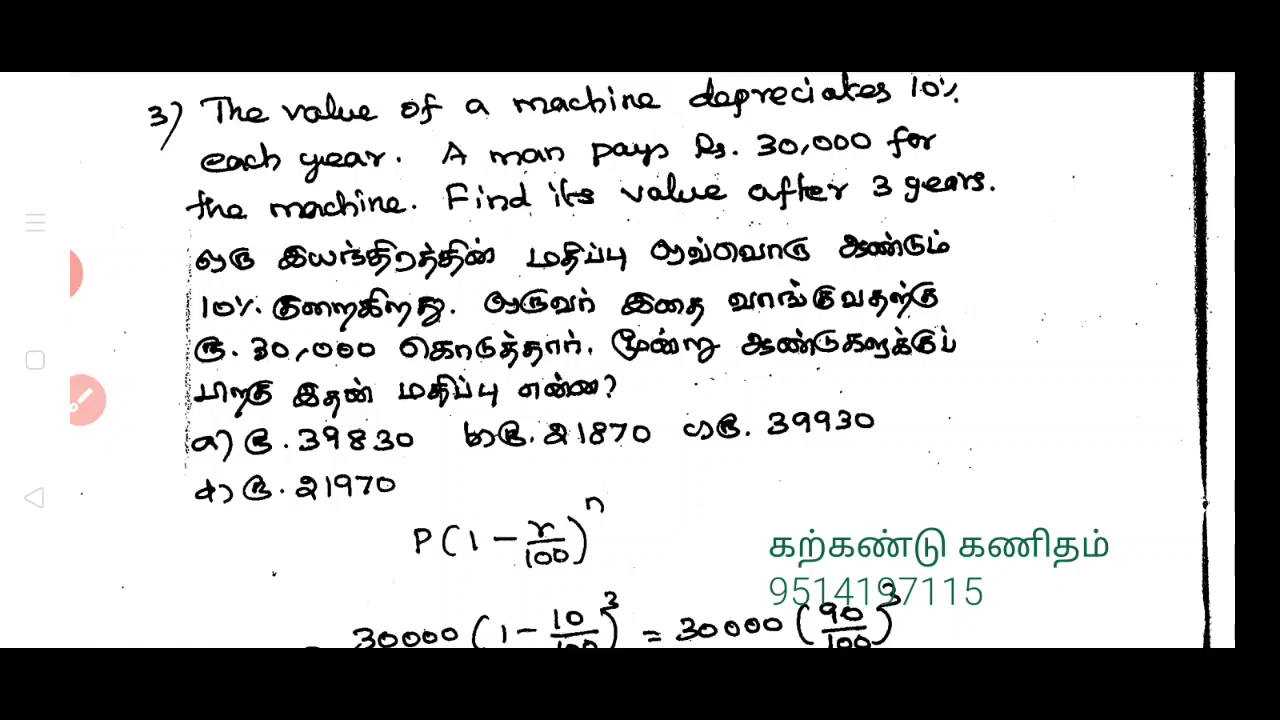 3) The value of a machine depreciates 10%
each year. A man pays Rs. 30,000 for
the machine. Find its value after 3 years.
ஒரு இயந்திரத்தின் மதிப்பு ஒவ்வொரு ஆண்டும்
10% குறைகிறது. ஒருவர் இதை வாங்குவதற்கு
ரூ. 30,000 கொடுத்தார். மூன்று ஆண்டுகளுக்குப்
பிறகு இதன் மதிப்பு என்ன?
அ) ரூ. 39830 ஆ) ரூ. 21870 இ) ரூ. 39930
ஈ) ரூ. 21970
P(1 - r/100)^n
கற்கண்டு கணிதம்
9514197115
30000 (1 - 10/100)^3 = 30000 (90/100)^3